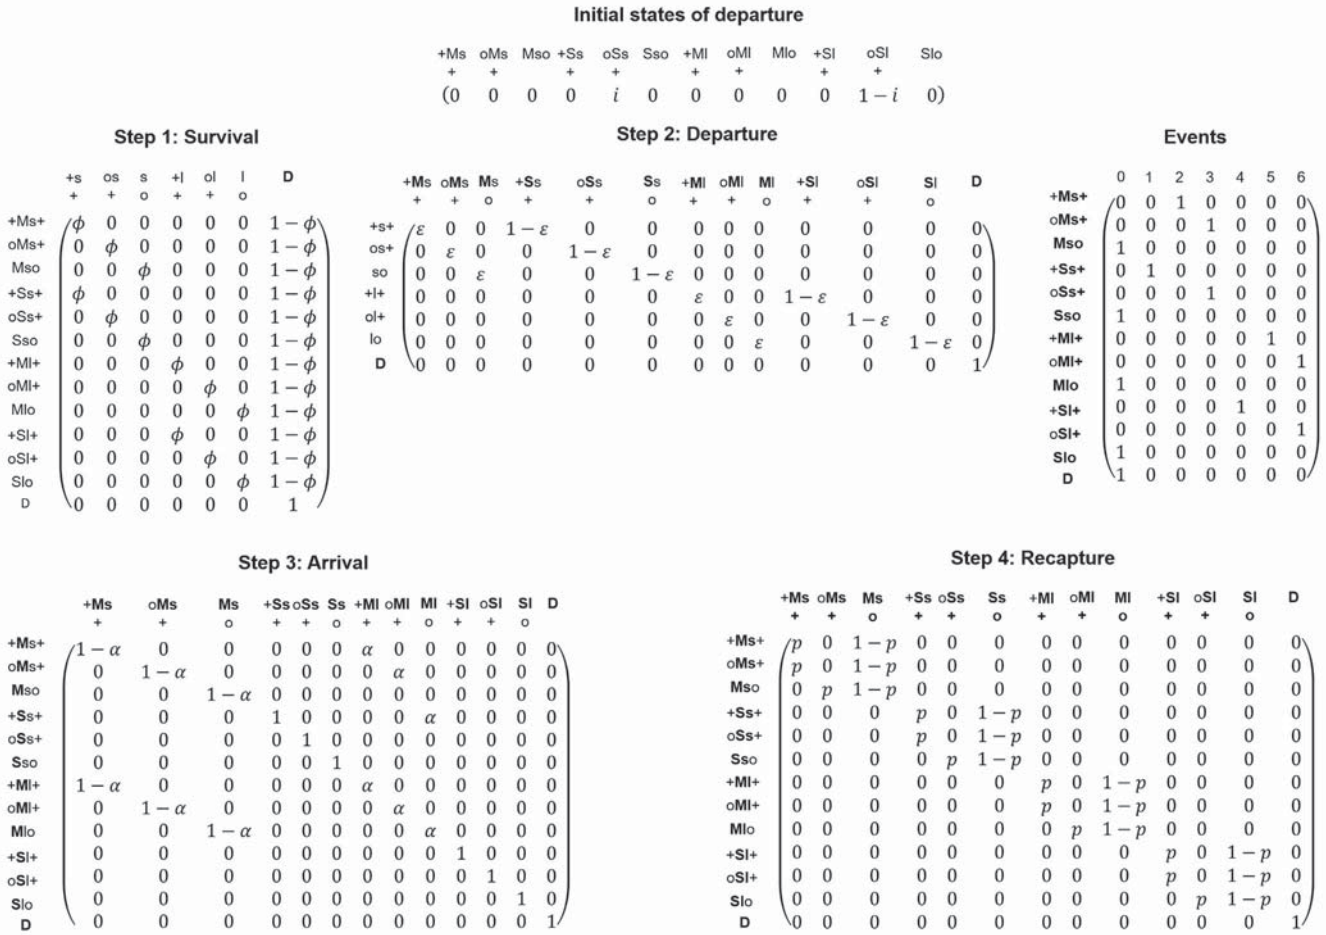 Initial states of departure
+Ms oMs Mso +Ss oSs Sso +Ml oMl Mlo +Sl oSl Slo
+ + + + + + + +
(0 0 0 0 i 0 0 0 0 0 1 − i 0)
Step 1: Survival
+s os s +l ol l D
+ + o + + o
+Ms+ ϕ 0 0 0 0 0 1 − ϕ
oMs+ 0 ϕ 0 0 0 0 1 − ϕ
Mso 0 0 ϕ 0 0 0 1 − ϕ
+Ss+ ϕ 0 0 0 0 0 1 − ϕ
oSs+ 0 ϕ 0 0 0 0 1 − ϕ
Sso 0 0 ϕ 0 0 0 1 − ϕ
+Ml+ 0 0 0 ϕ 0 0 1 − ϕ
oMl+ 0 0 0 0 ϕ 0 1 − ϕ
Mlo 0 0 0 0 0 ϕ 1 − ϕ
+Sl+ 0 0 0 ϕ 0 0 1 − ϕ
oSl+ 0 0 0 0 ϕ 0 1 − ϕ
Slo 0 0 0 0 0 ϕ 1 − ϕ
D 0 0 0 0 0 0 1
Step 2: Departure
+Ms oMs Ms +Ss oSs Ss +Ml oMl Ml +Sl oSl Sl D
+ + o + + o + + o + + o
+s+ ε 0 0 1 − ε 0 0 0 0 0 0 0 0 0
os+ 0 ε 0 0 1 − ε 0 0 0 0 0 0 0 0
so 0 0 ε 0 0 1 − ε 0 0 0 0 0 0 0
+l+ 0 0 0 0 0 0 ε 0 0 1 − ε 0 0 0
ol+ 0 0 0 0 0 0 0 ε 0 0 1 − ε 0 0
lo 0 0 0 0 0 0 0 0 ε 0 0 1 − ε 0
D 0 0 0 0 0 0 0 0 0 0 0 0 1
Events
0 1 2 3 4 5 6
+Ms+ 0 0 1 0 0 0 0
oMs+ 0 0 0 1 0 0 0
Mso 1 0 0 0 0 0 0
+Ss+ 0 1 0 0 0 0 0
oSs+ 0 0 0 1 0 0 0
Sso 1 0 0 0 0 0 0
+Ml+ 0 0 0 0 0 1 0
oMl+ 0 0 0 0 0 0 1
Mlo 1 0 0 0 0 0 0
+Sl+ 0 0 0 0 1 0 0
oSl+ 0 0 0 0 0 0 1
Slo 1 0 0 0 0 0 0
D 1 0 0 0 0 0 0
Step 3: Arrival
+Ms oMs Ms +Ss oSs Ss +Ml oMl Ml +Sl oSl Sl D
+ + o + + o + + o + + o
+Ms+ 1 − α 0 0 0 0 0 α 0 0 0 0 0 0
oMs+ 0 1 − α 0 0 0 0 0 α 0 0 0 0 0
Mso 0 0 1 − α 0 0 0 0 0 0 0 0 0 0
+Ss+ 0 0 0 1 0 0 0 0 α 0 0 0 0
oSs+ 0 0 0 0 1 0 0 0 0 0 0 0 0
Sso 0 0 0 0 0 1 0 0 0 0 0 0 0
+Ml+ 1 − α 0 0 0 0 0 α 0 0 0 0 0 0
oMl+ 0 1 − α 0 0 0 0 0 α 0 0 0 0 0
Mlo 0 0 1 − α 0 0 0 0 0 α 0 0 0 0
+Sl+ 0 0 0 0 0 0 0 0 0 1 0 0 0
oSl+ 0 0 0 0 0 0 0 0 0 0 1 0 0
Slo 0 0 0 0 0 0 0 0 0 0 0 1 0
D 0 0 0 0 0 0 0 0 0 0 0 0 1
Step 4: Recapture
+Ms oMs Ms +Ss oSs Ss +Ml oMl Ml +Sl oSl Sl D
+ + o + + o + + o + + o
+Ms+ p 0 1 − p 0 0 0 0 0 0 0 0 0 0
oMs+ p 0 1 − p 0 0 0 0 0 0 0 0 0 0
Mso 0 p 1 − p 0 0 0 0 0 0 0 0 0 0
+Ss+ 0 0 0 p 0 1 − p 0 0 0 0 0 0 0
oSs+ 0 0 0 p 0 1 − p 0 0 0 0 0 0 0
Sso 0 0 0 0 p 1 − p 0 0 0 0 0 0 0
+Ml+ 0 0 0 0 0 0 p 0 1 − p 0 0 0 0
oMl+ 0 0 0 0 0 0 p 0 1 − p 0 0 0 0
Mlo 0 0 0 0 0 0 0 p 1 − p 0 0 0 0
+Sl+ 0 0 0 0 0 0 0 0 0 p 0 1 − p 0
oSl+ 0 0 0 0 0 0 0 0 0 p 0 1 − p 0
Slo 0 0 0 0 0 0 0 0 0 0 p 1 − p 0
D 0 0 0 0 0 0 0 0 0 0 0 0 1